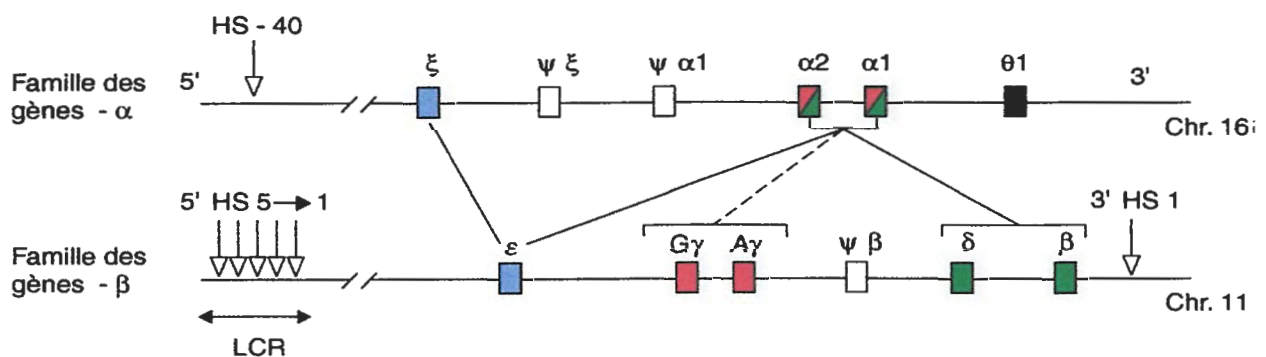 HS - 40
Famille des
gènes - α
5'
ξ
ψ ξ
ψ α1
α2
α1
θ1
3'
Chr. 16
5' HS 5→1
3' HS 1
Famille des
gènes - β
ε
Gγ
Aγ
ψ β
δ
β
Chr. 11
LCR